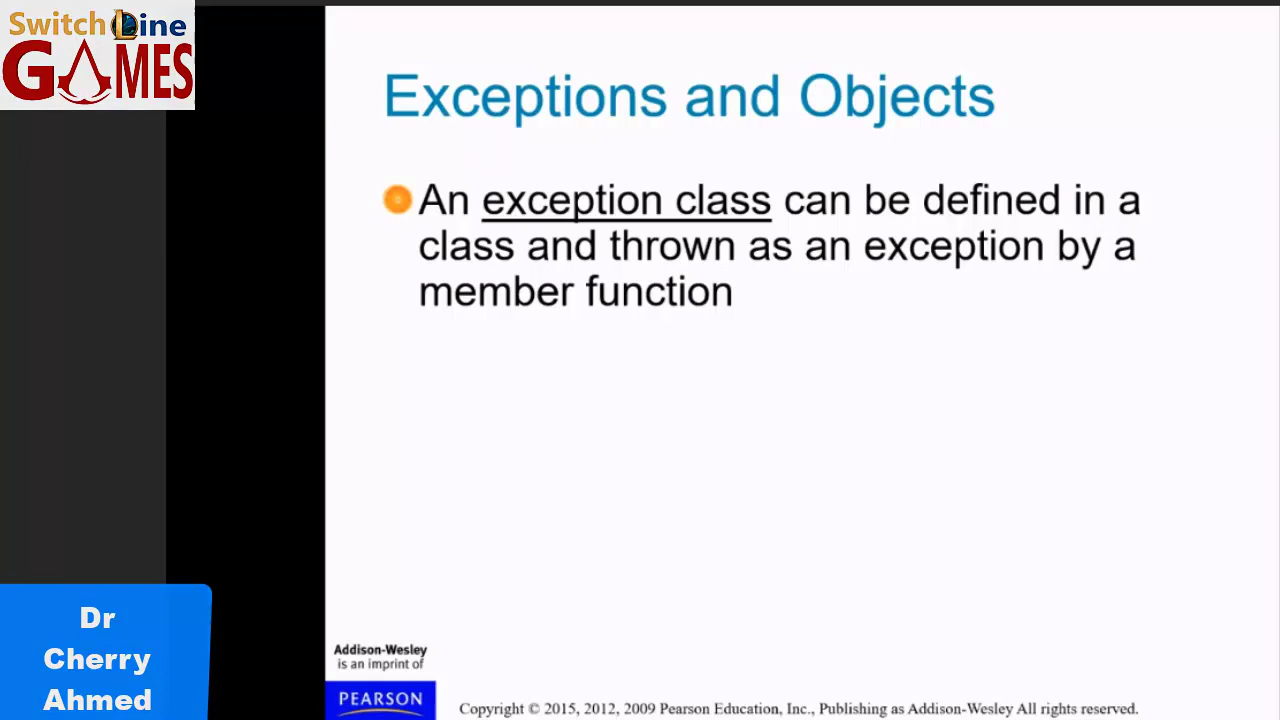 Switch Line
GAMES
Exceptions and Objects
An exception class can be defined in a
class and thrown as an exception by a
member function
Dr
Cherry
Ahmed
Addison-Wesley
is an imprint of
PEARSON
Copyright © 2015, 2012, 2009 Pearson Education, Inc., Publishing as Addison-Wesley All rights reserved.